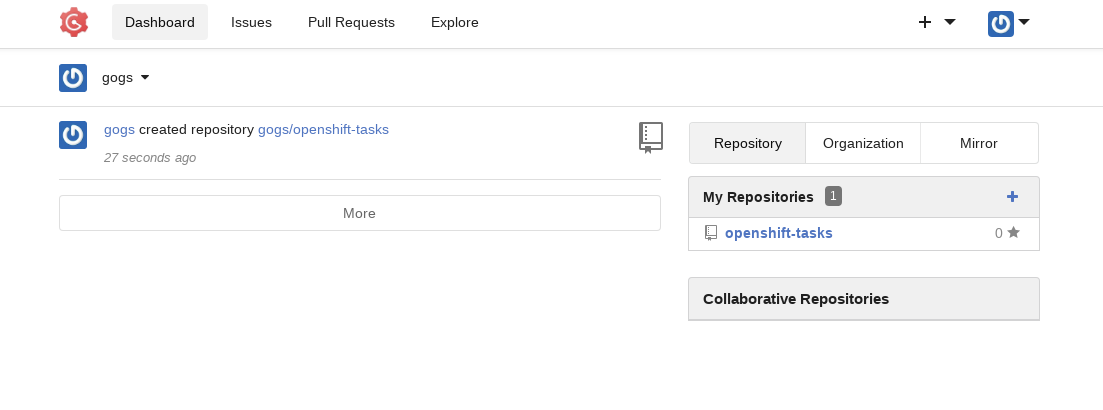 Dashboard Issues Pull Requests Explore
gogs
gogs created repository gogs/openshift-tasks
27 seconds ago
More
Repository Organization Mirror
My Repositories 1
openshift-tasks 0
Collaborative Repositories